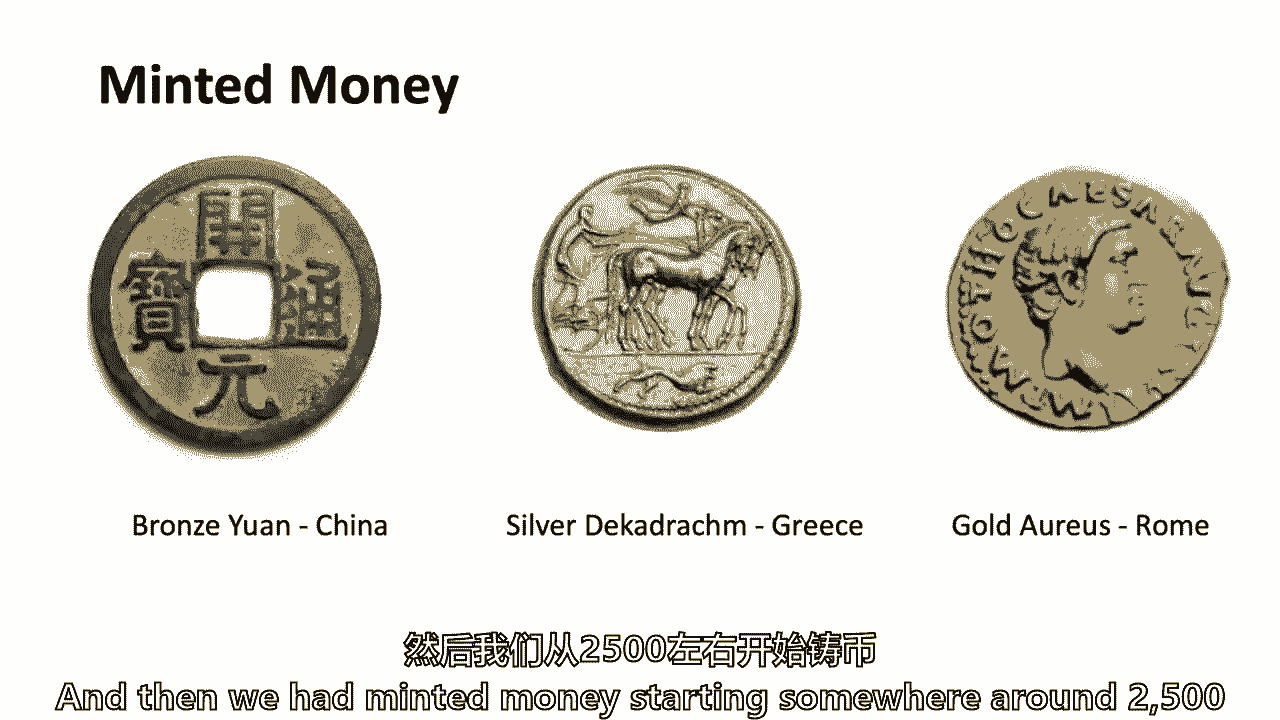 Minted Money
開
寶 通
元
IMP M OTHO CAESAR AVG
Bronze Yuan - China
Silver Dekadrachm - Greece
Gold Aureus - Rome
然后我们从2500左右开始铸币
And then we had minted money starting somewhere around 2,500